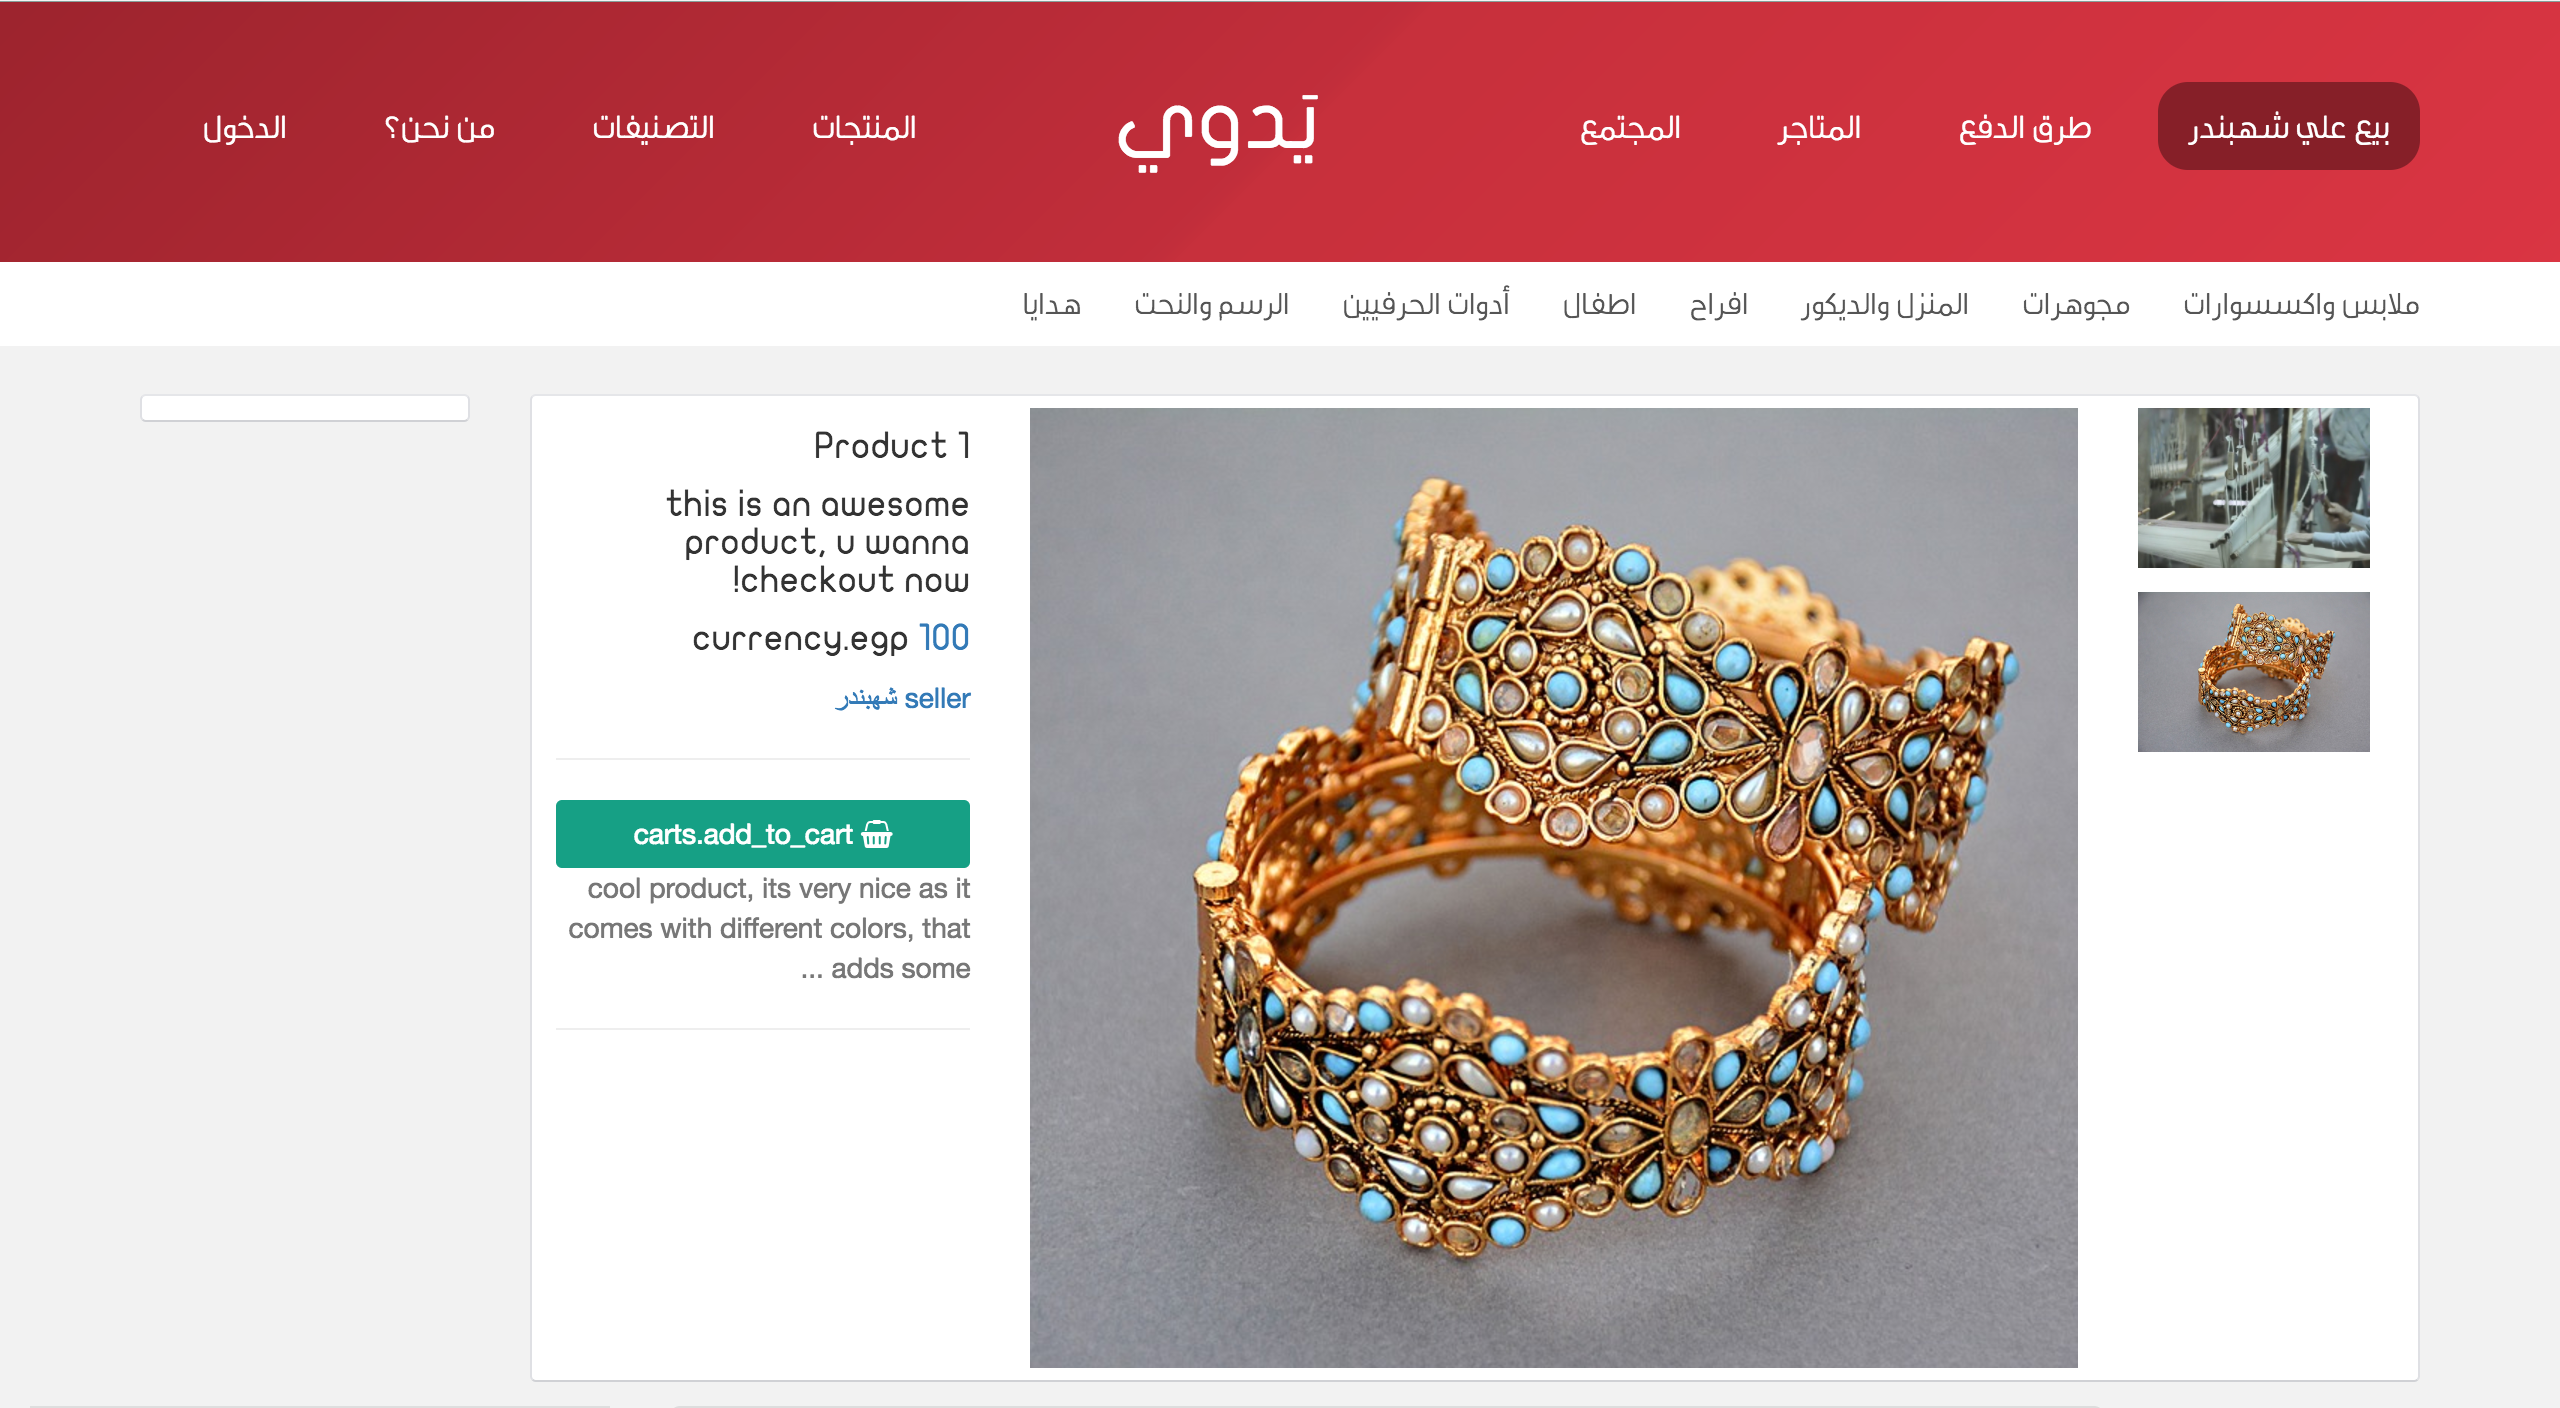 بيع علي شهبندر
طرق الدفع
المتاجر
المجتمع
يَدوي
المنتجات
التصنيفات
من نحن؟
الدخول
ملابس واكسسوارات
مجوهرات
المنزل والديكور
افراح
اطفال
أدوات الحرفيين
الرسم والنحت
هدايا
Product 1
this is an awesome
product, u wanna
!checkout now
currency.egp 100
شهبندر seller
carts.add_to_cart
cool product, its very nice as it
comes with different colors, that
... adds some